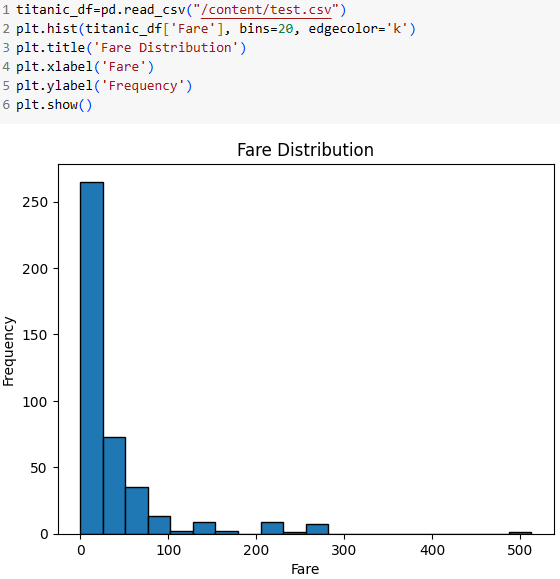 1 titanic_df=pd.read_csv("/content/test.csv")
2 plt.hist(titanic_df['Fare'], bins=20, edgecolor='k')
3 plt.title('Fare Distribution')
4 plt.xlabel('Fare')
5 plt.ylabel('Frequency')
6 plt.show()
Fare Distribution
250
200
150
100
50
0
Frequency
0 100 200 300 400 500
Fare